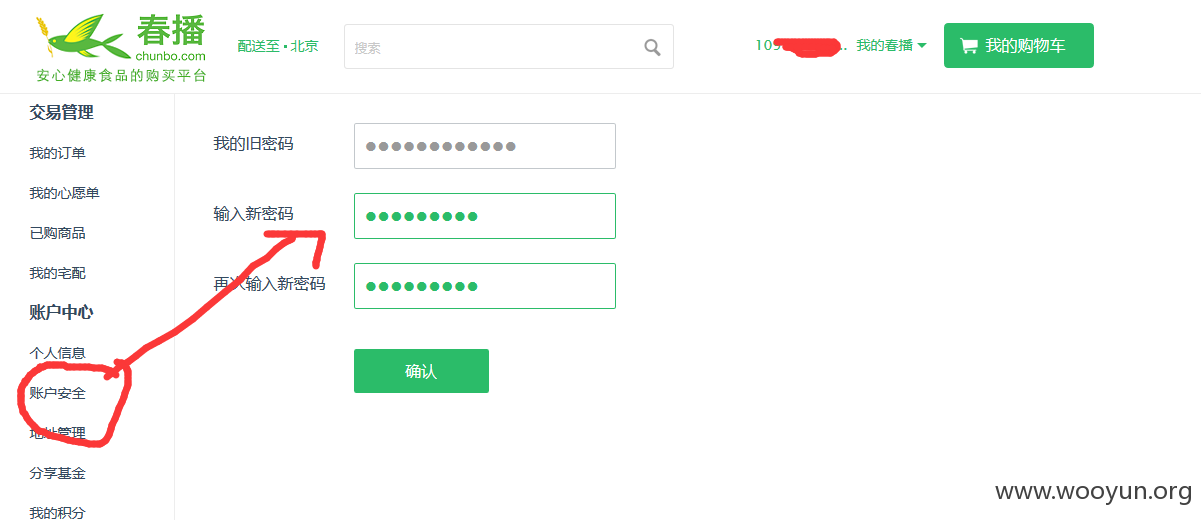 春播
chunbo.com
安心健康食品的购买平台
配送至·北京
搜索
109
我的春播
我的购物车
交易管理
我的订单
我的心愿单
已购商品
我的宅配
账户中心
个人信息
账户安全
地址管理
分享基金
我的积分
我的旧密码
输入新密码
再次输入新密码
确认
www.wooyun.org